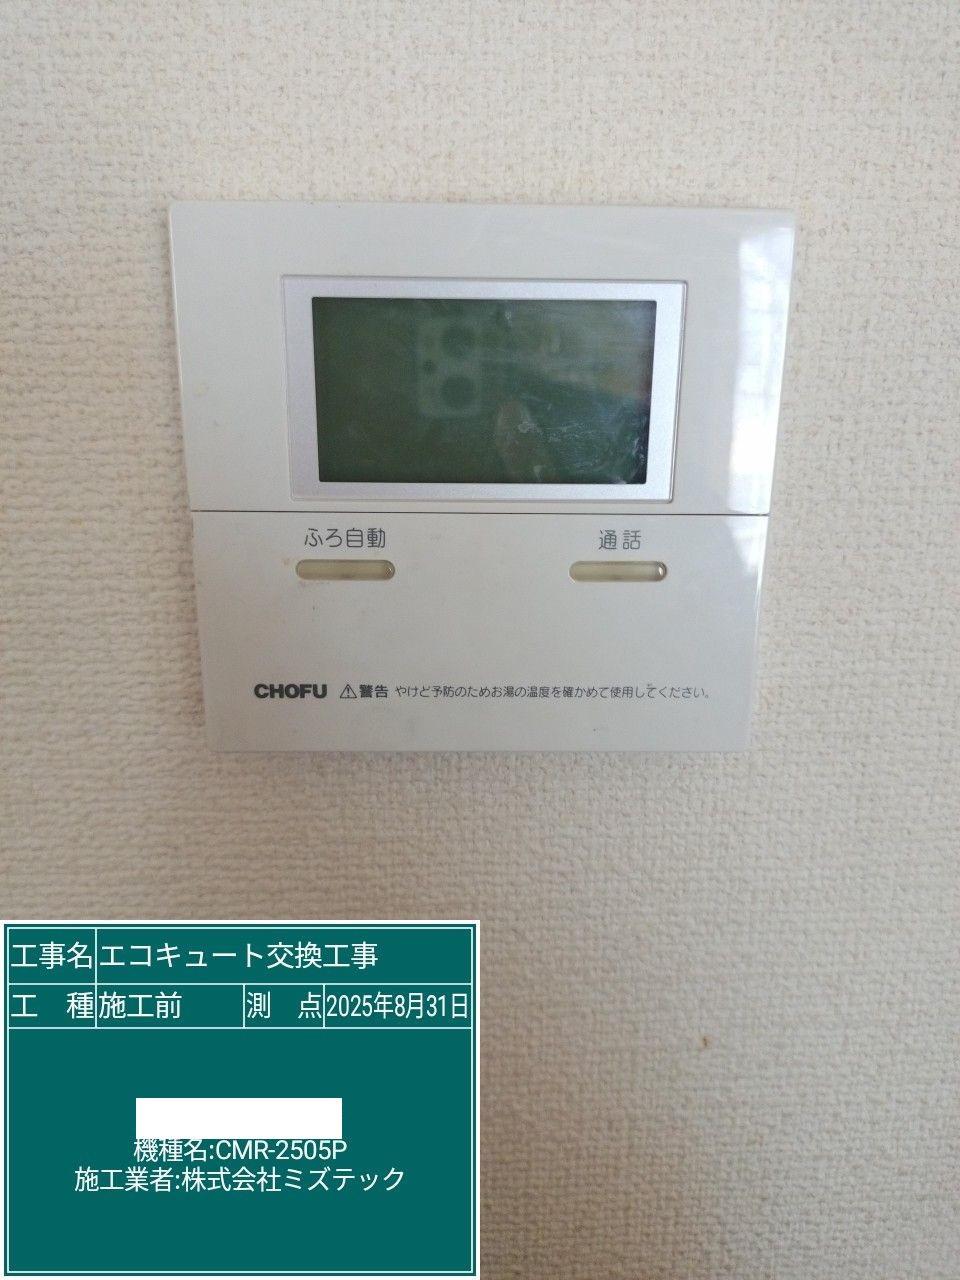 ふろ自動 通話
CHOFU ⚠警告 やけど予防のためお湯の温度を確かめて使用してください。
工事名 エコキュート交換工事
工 種 施工前 測 点 2025年8月31日
機種名:CMR-2505P
施工業者:株式会社ミズテック